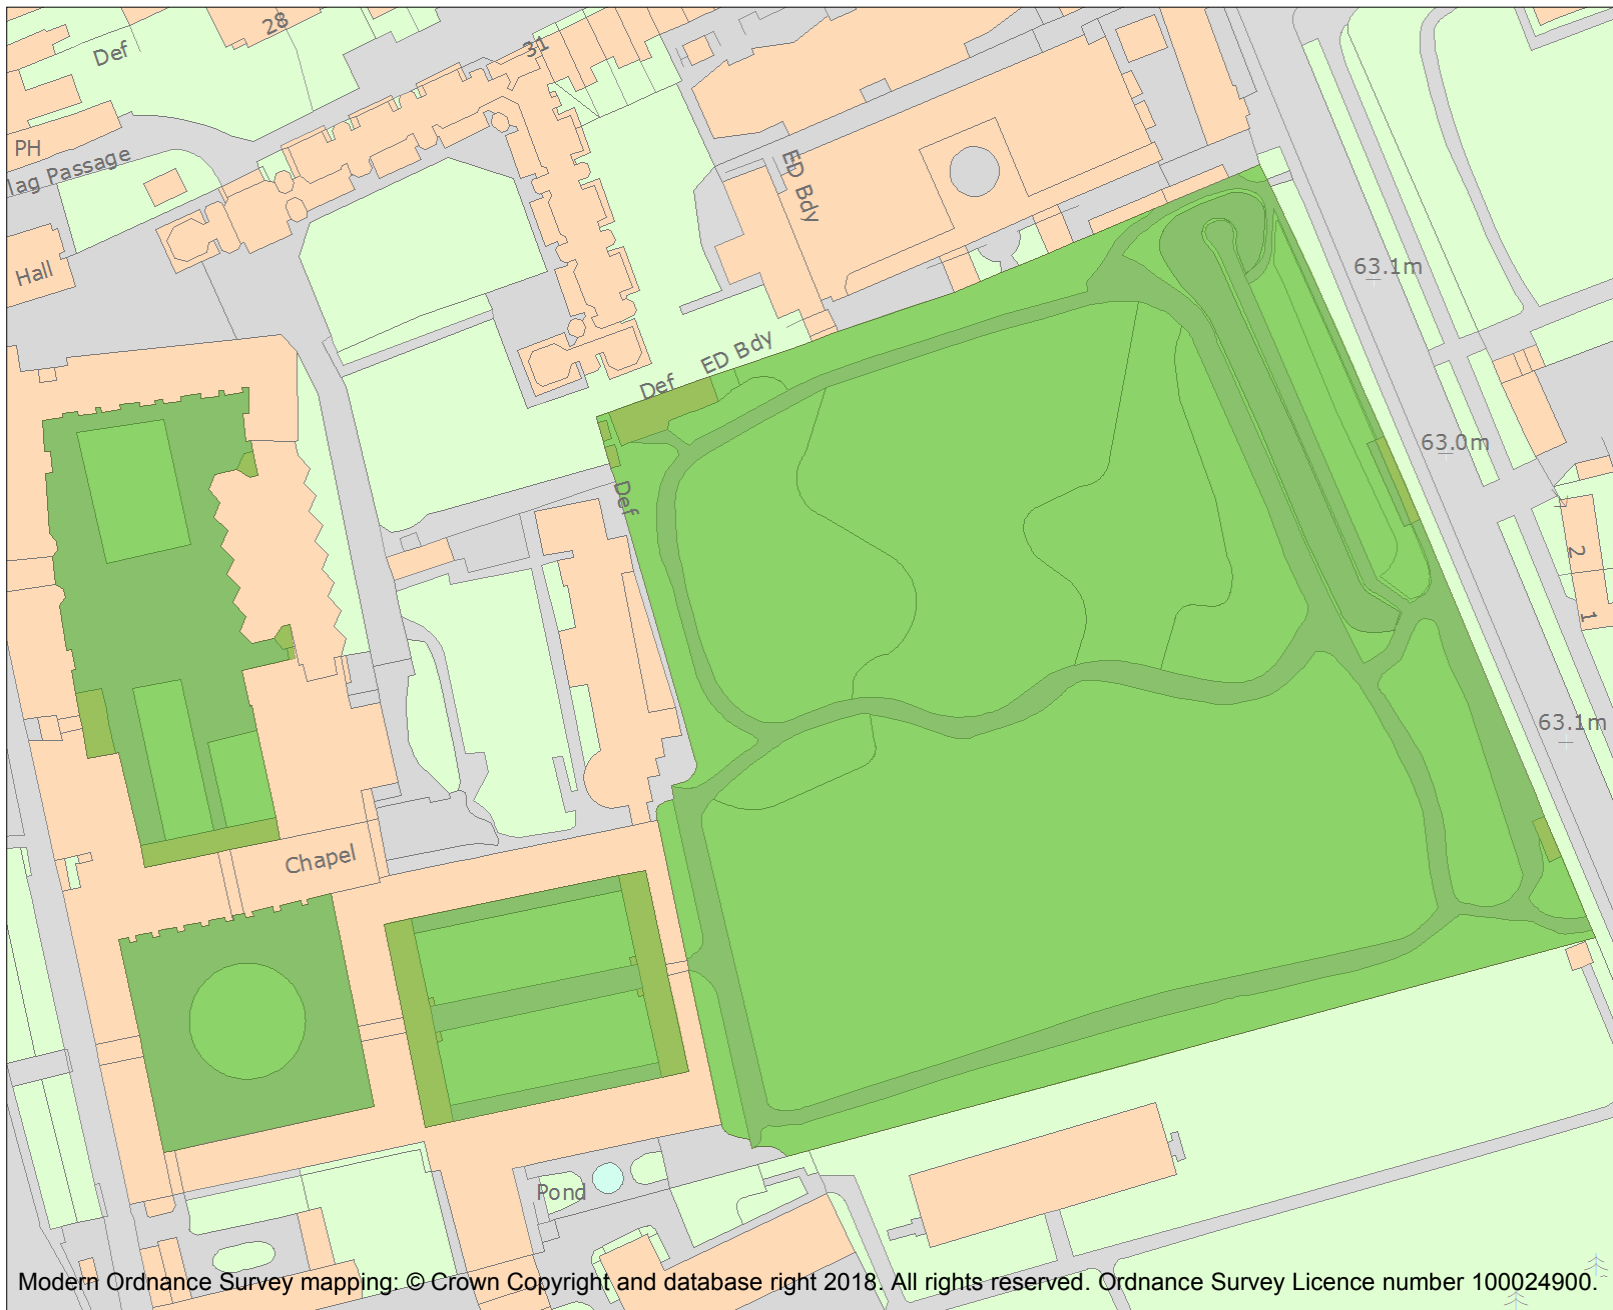 28
31
Def
PH
lag Passage
ED Bdy
Hall
63.1m
ED Bdy
Def
63.0m
Def
2
1
63.1m
Chapel
Pond
Modern Ordnance Survey mapping: © Crown Copyright and database right 2018. All rights reserved. Ordnance Survey Licence number 100024900.